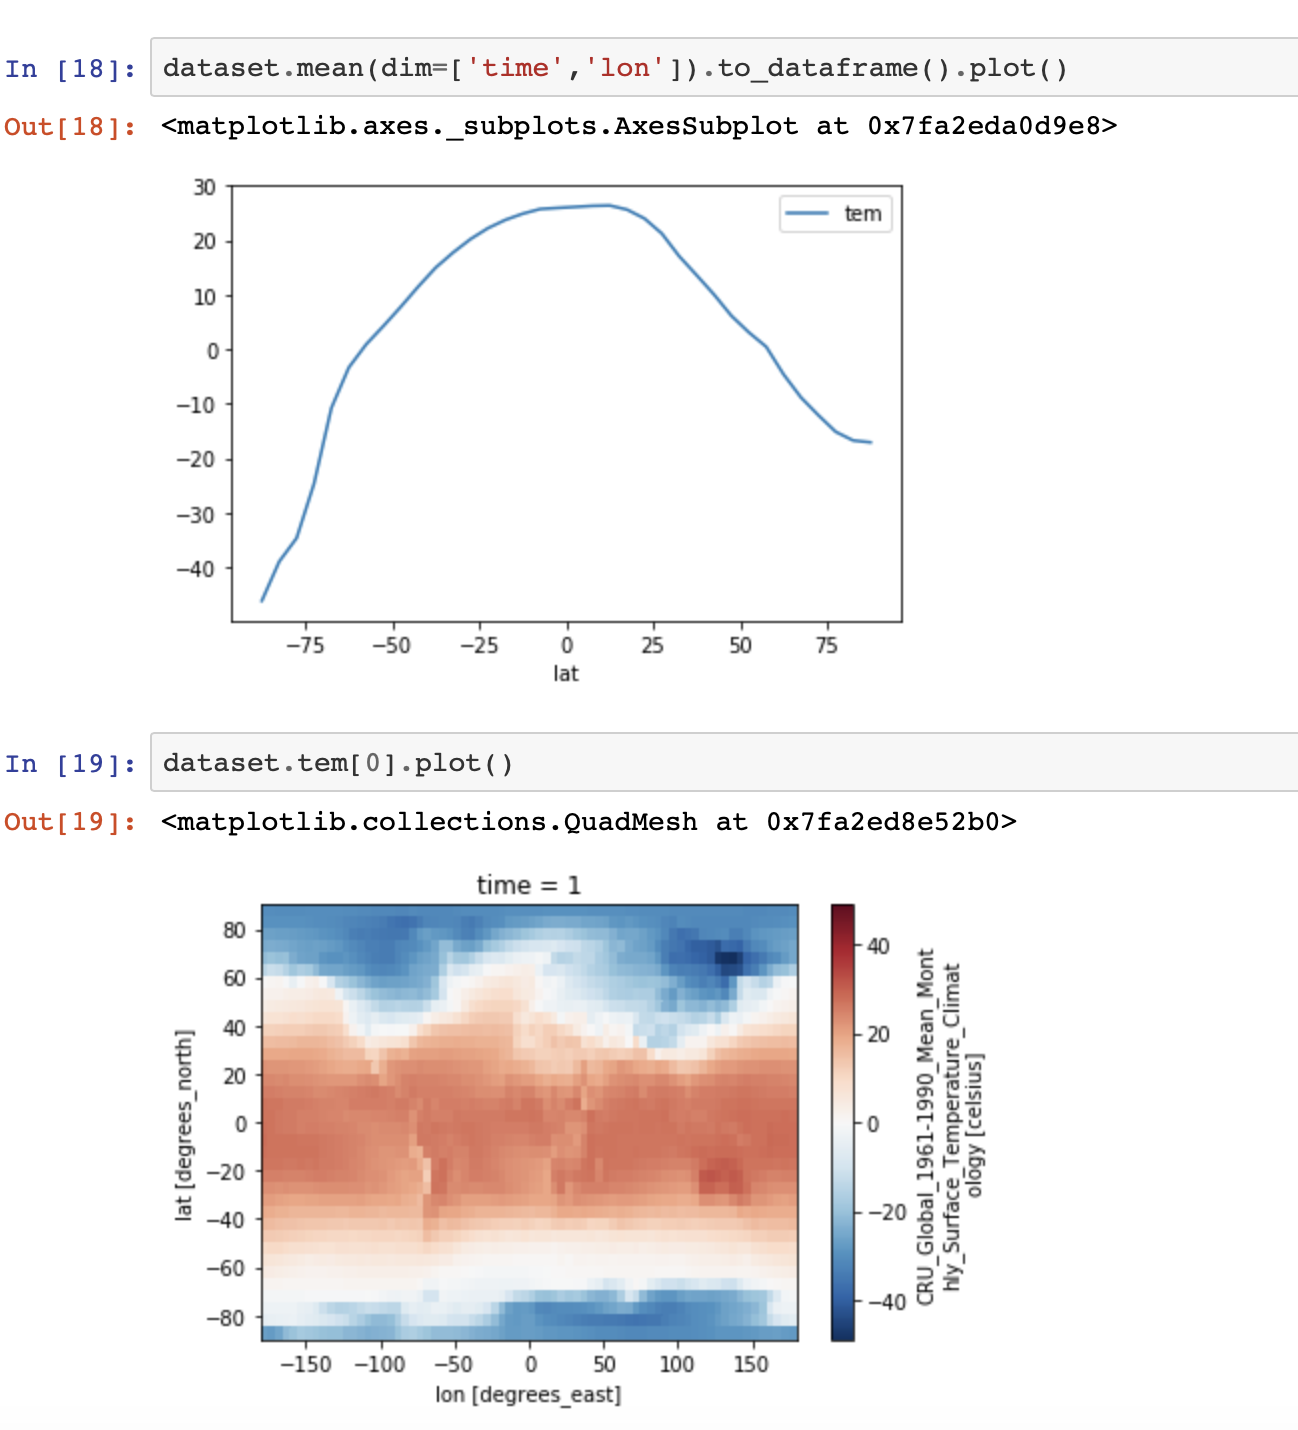 In [18]: dataset.mean(dim=['time','lon']).to_dataframe().plot()
Out[18]: <matplotlib.axes._subplots.AxesSubplot at 0x7fa2eda0d9e8>
30
tem
20
10
0
−10
−20
−30
−40
−75 −50 −25 0 25 50 75
lat
In [19]: dataset.tem[0].plot()
Out[19]: <matplotlib.collections.QuadMesh at 0x7fa2ed8e52b0>
time = 1
80
60
40
20
0
−20
−40
−60
−80
lat [degrees_north]
−150 −100 −50 0 50 100 150
lon [degrees_east]
40
20
0
−20
−40
CRU_Global_1961-1990_Mean_Mont
hly_Surface_Temperature_Climat
ology [celsius]